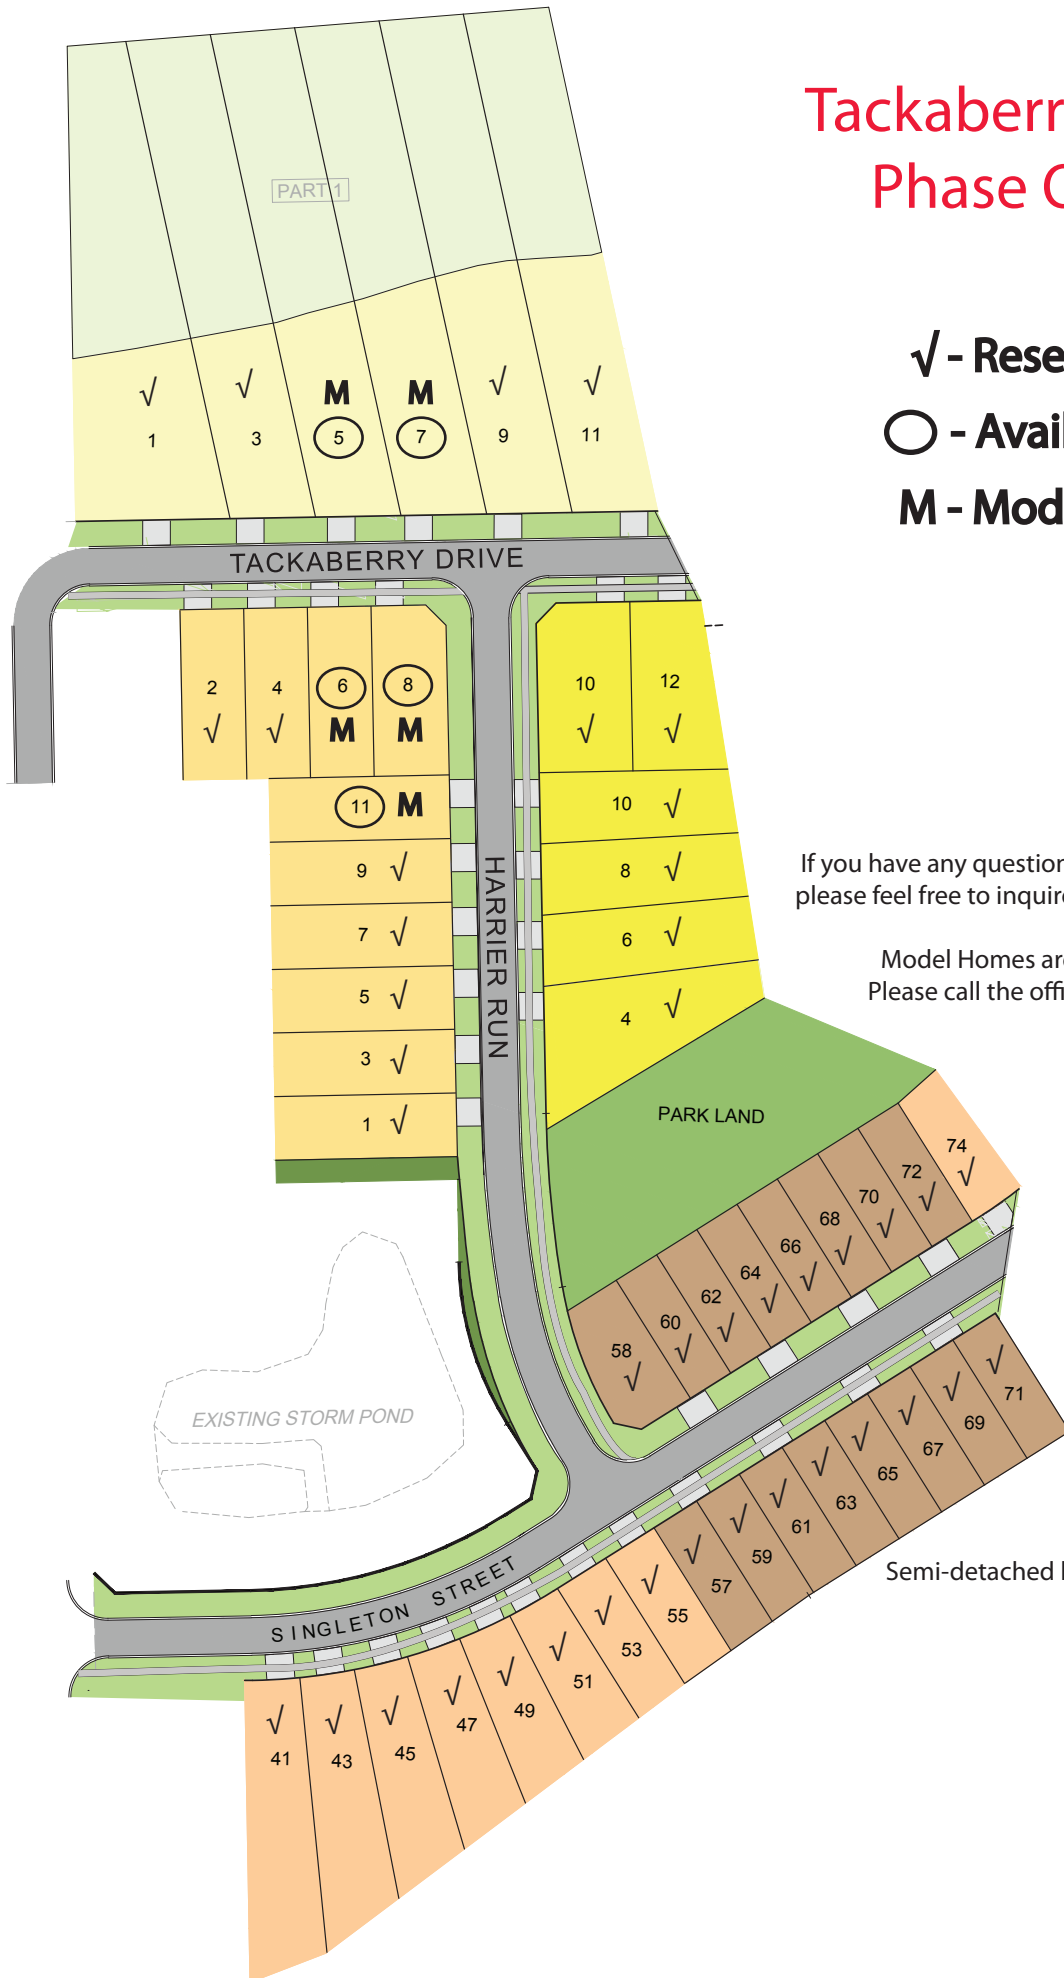 Tackaberr
Phase
PART 1
√ - Rese
- Avai
M - Mod
√ √ M M √ √
1 3 5 7 9 11
TACKABERRY DRIVE
2 4 6 8
√ √ M M
10 12
√ √
11 M
9 √
7 √
5 √
3 √
1 √
HARRIER RUN
10 √
8 √
6 √
4 √
If you have any question
please feel free to inquire
Model Homes are
Please call the offi
PARK LAND
74 √
72 √
70 √
68 √
66 √
64 √
62 √
60 √
58 √
EXISTING STORM POND
√ 71
√ 69
√ 67
√ 65
√ 63
√ 61
√ 59
√ 57
√ 55
√ 53
√ 51
√ 49
√ 47
√ 45
√ 43
√ 41
Semi-detached
SINGLETON STREET